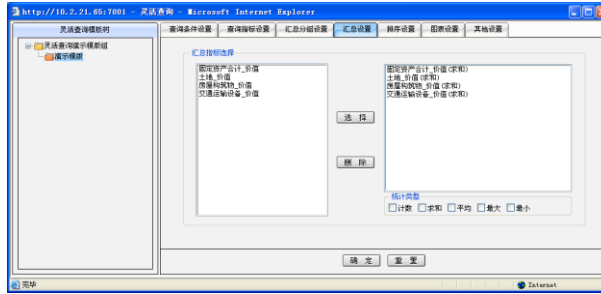 http://10.2.21.65:7001 - 灵活查询 - Microsoft Internet Explorer
灵活查询模板树
查询条件设置 查询指标设置 汇总分组设置 汇总设置 排序设置 图表设置 其他设置
灵活查询演示模版组
演示模版
汇总指标选择
固定资产合计_价值
土地_价值
房屋构筑物_价值
交通运输设备_价值
固定资产合计_价值(求和)
土地_价值(求和)
房屋构筑物_价值(求和)
交通运输设备_价值(求和)
选 择
删 除
统计类型
计数 求和 平均 最大 最小
确 定 重 置
完毕 Internet